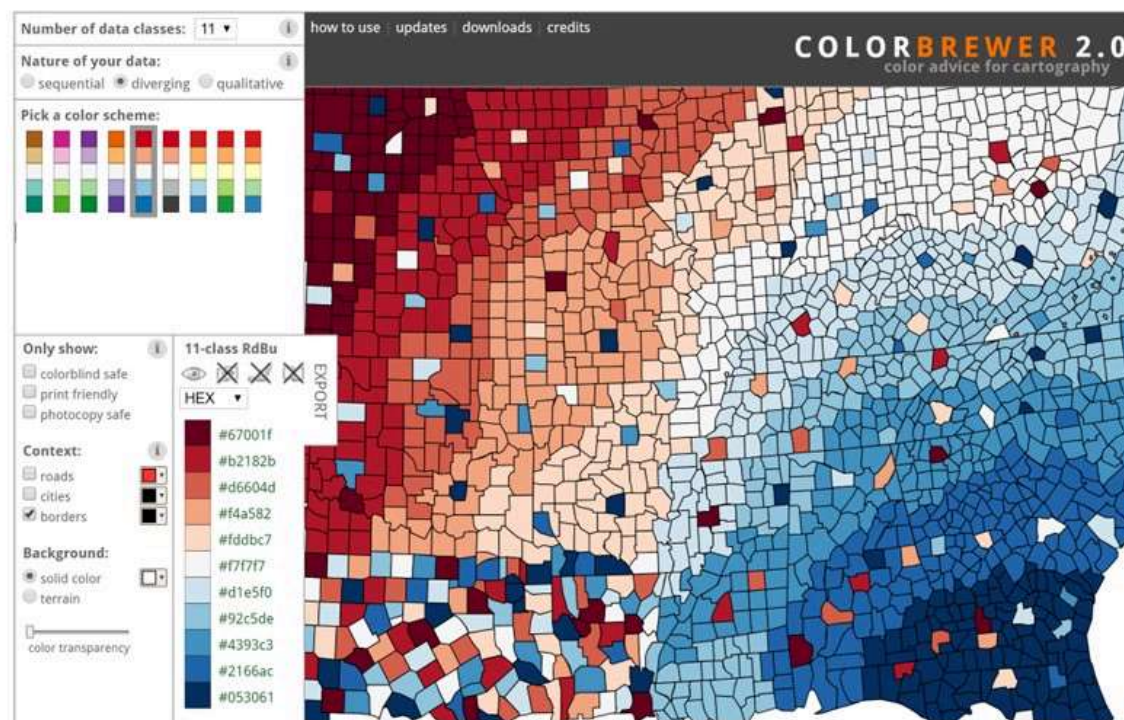 Number of data classes: 11
how to use updates downloads credits
COLORBREWER 2.0
color advice for cartography
Nature of your data:
sequential diverging qualitative
Pick a color scheme:
Only show:
colorblind safe
print friendly
photocopy safe
Context:
roads
cities
borders
Background:
solid color
terrain
color transparency
11-class RdBu
EXPORT
HEX
#67001f
#b2182b
#d6604d
#f4a582
#fddbc7
#f7f7f7
#d1e5f0
#92c5de
#4393c3
#2166ac
#053061